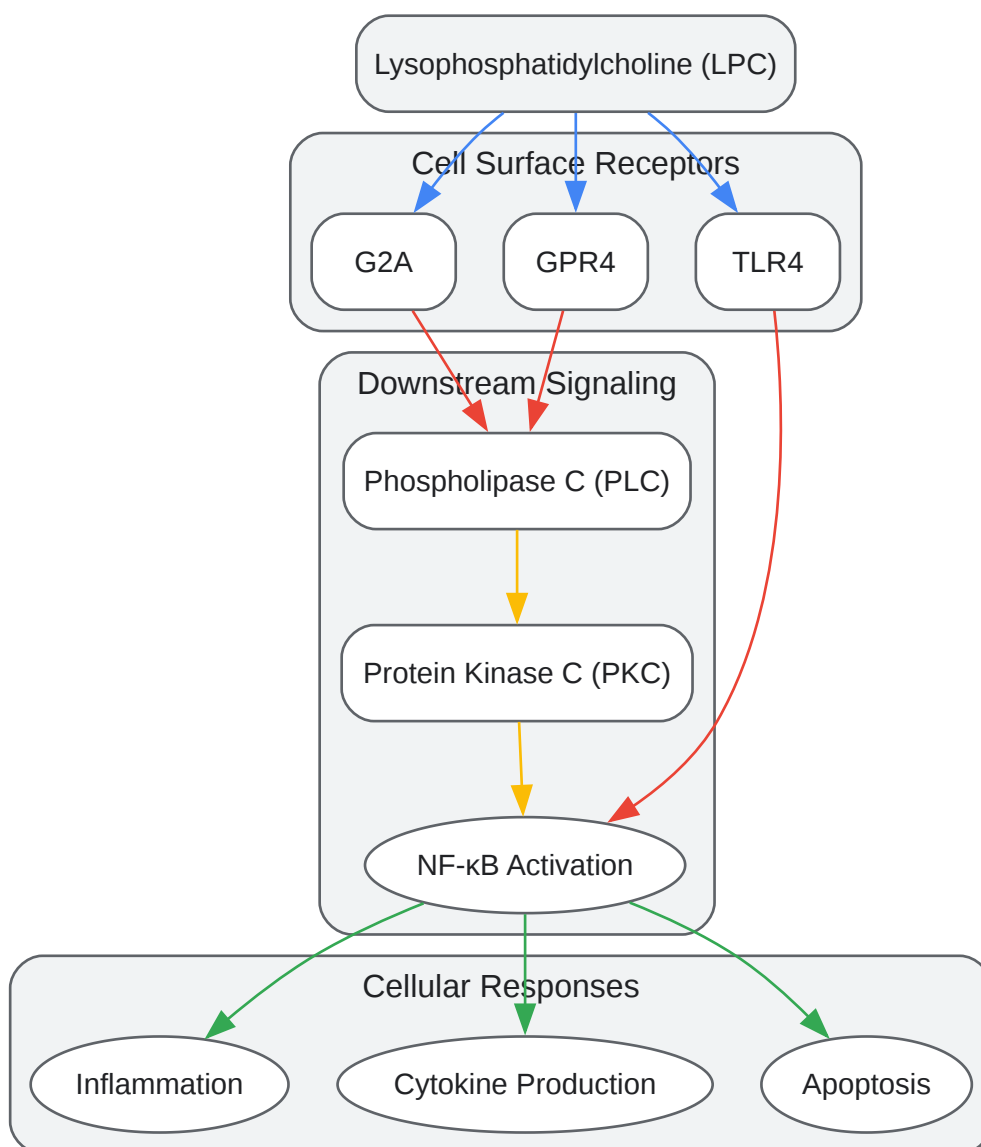 Lysophosphatidylcholine (LPC)
Cell Surface Receptors
G2A
GPR4
TLR4
Downstream Signaling
Phospholipase C (PLC)
Protein Kinase C (PKC)
NF-κB Activation
Cellular Responses
Inflammation
Cytokine Production
Apoptosis